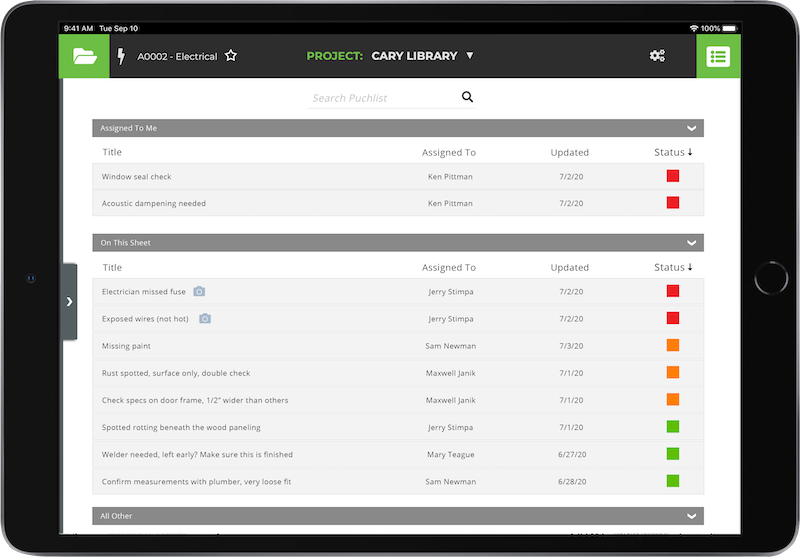 9:41 AM Tue Sep 10 100%
A0002 - Electrical PROJECT: CARY LIBRARY
Search Puchlist
Assigned To Me
Title Assigned To Updated Status
Window seal check Ken Pittman 7/2/20
Acoustic dampening needed Ken Pittman 7/2/20
On This Sheet
Title Assigned To Updated Status
Electrician missed fuse Jerry Stimpa 7/2/20
Exposed wires (not hot) Jerry Stimpa 7/2/20
Missing paint Sam Newman 7/3/20
Rust spotted, surface only, double check Maxwell Janik 7/1/20
Check specs on door frame, 1/2" wider than others Maxwell Janik 7/1/20
Spotted rotting beneath the wood paneling Jerry Stimpa 7/1/20
Welder needed, left early? Make sure this is finished Mary Teague 6/27/20
Confirm measurements with plumber, very loose fit Sam Newman 6/28/20
All Other